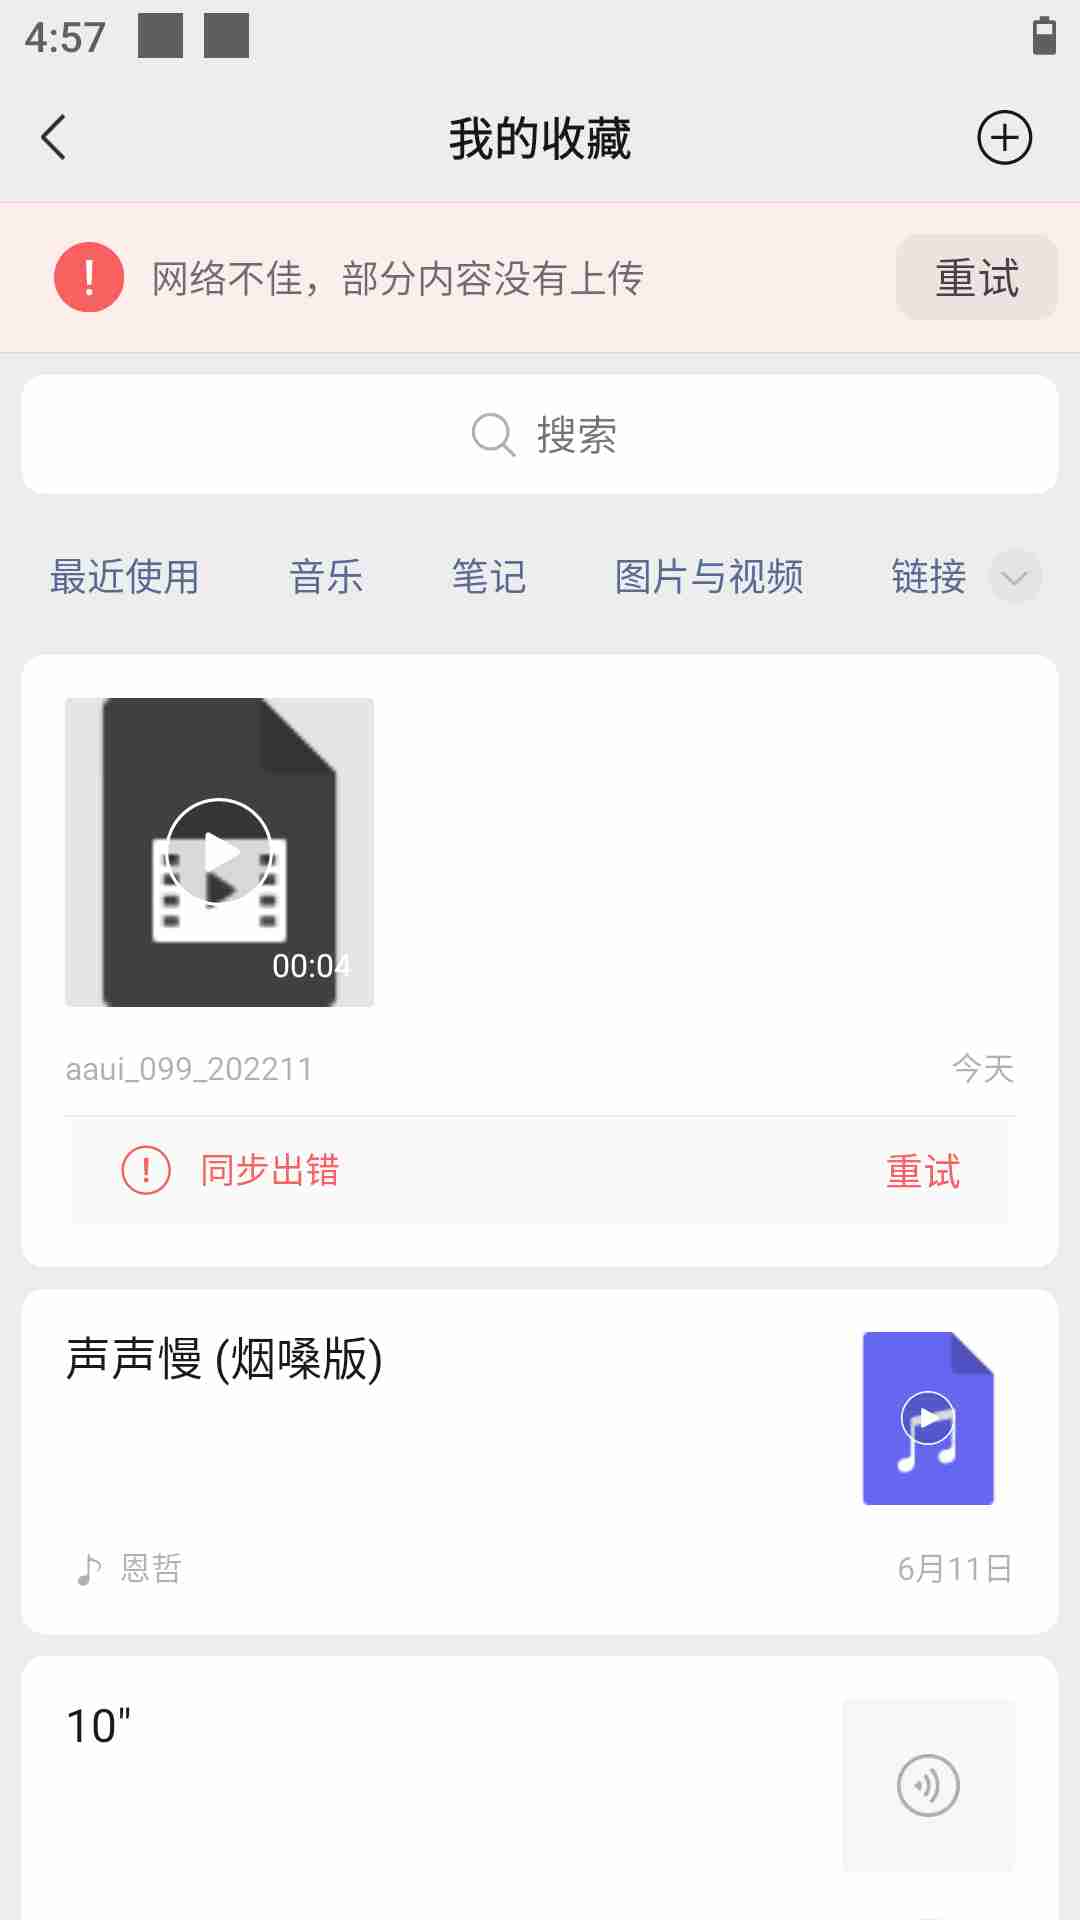 4:57
我的收藏
网络不佳，部分内容没有上传
重试
搜索
最近使用 音乐 笔记 图片与视频 链接
00:04
aaui_099_202211
今天
同步出错
重试
声声慢 (烟嗓版)
恩哲
6月11日
10"